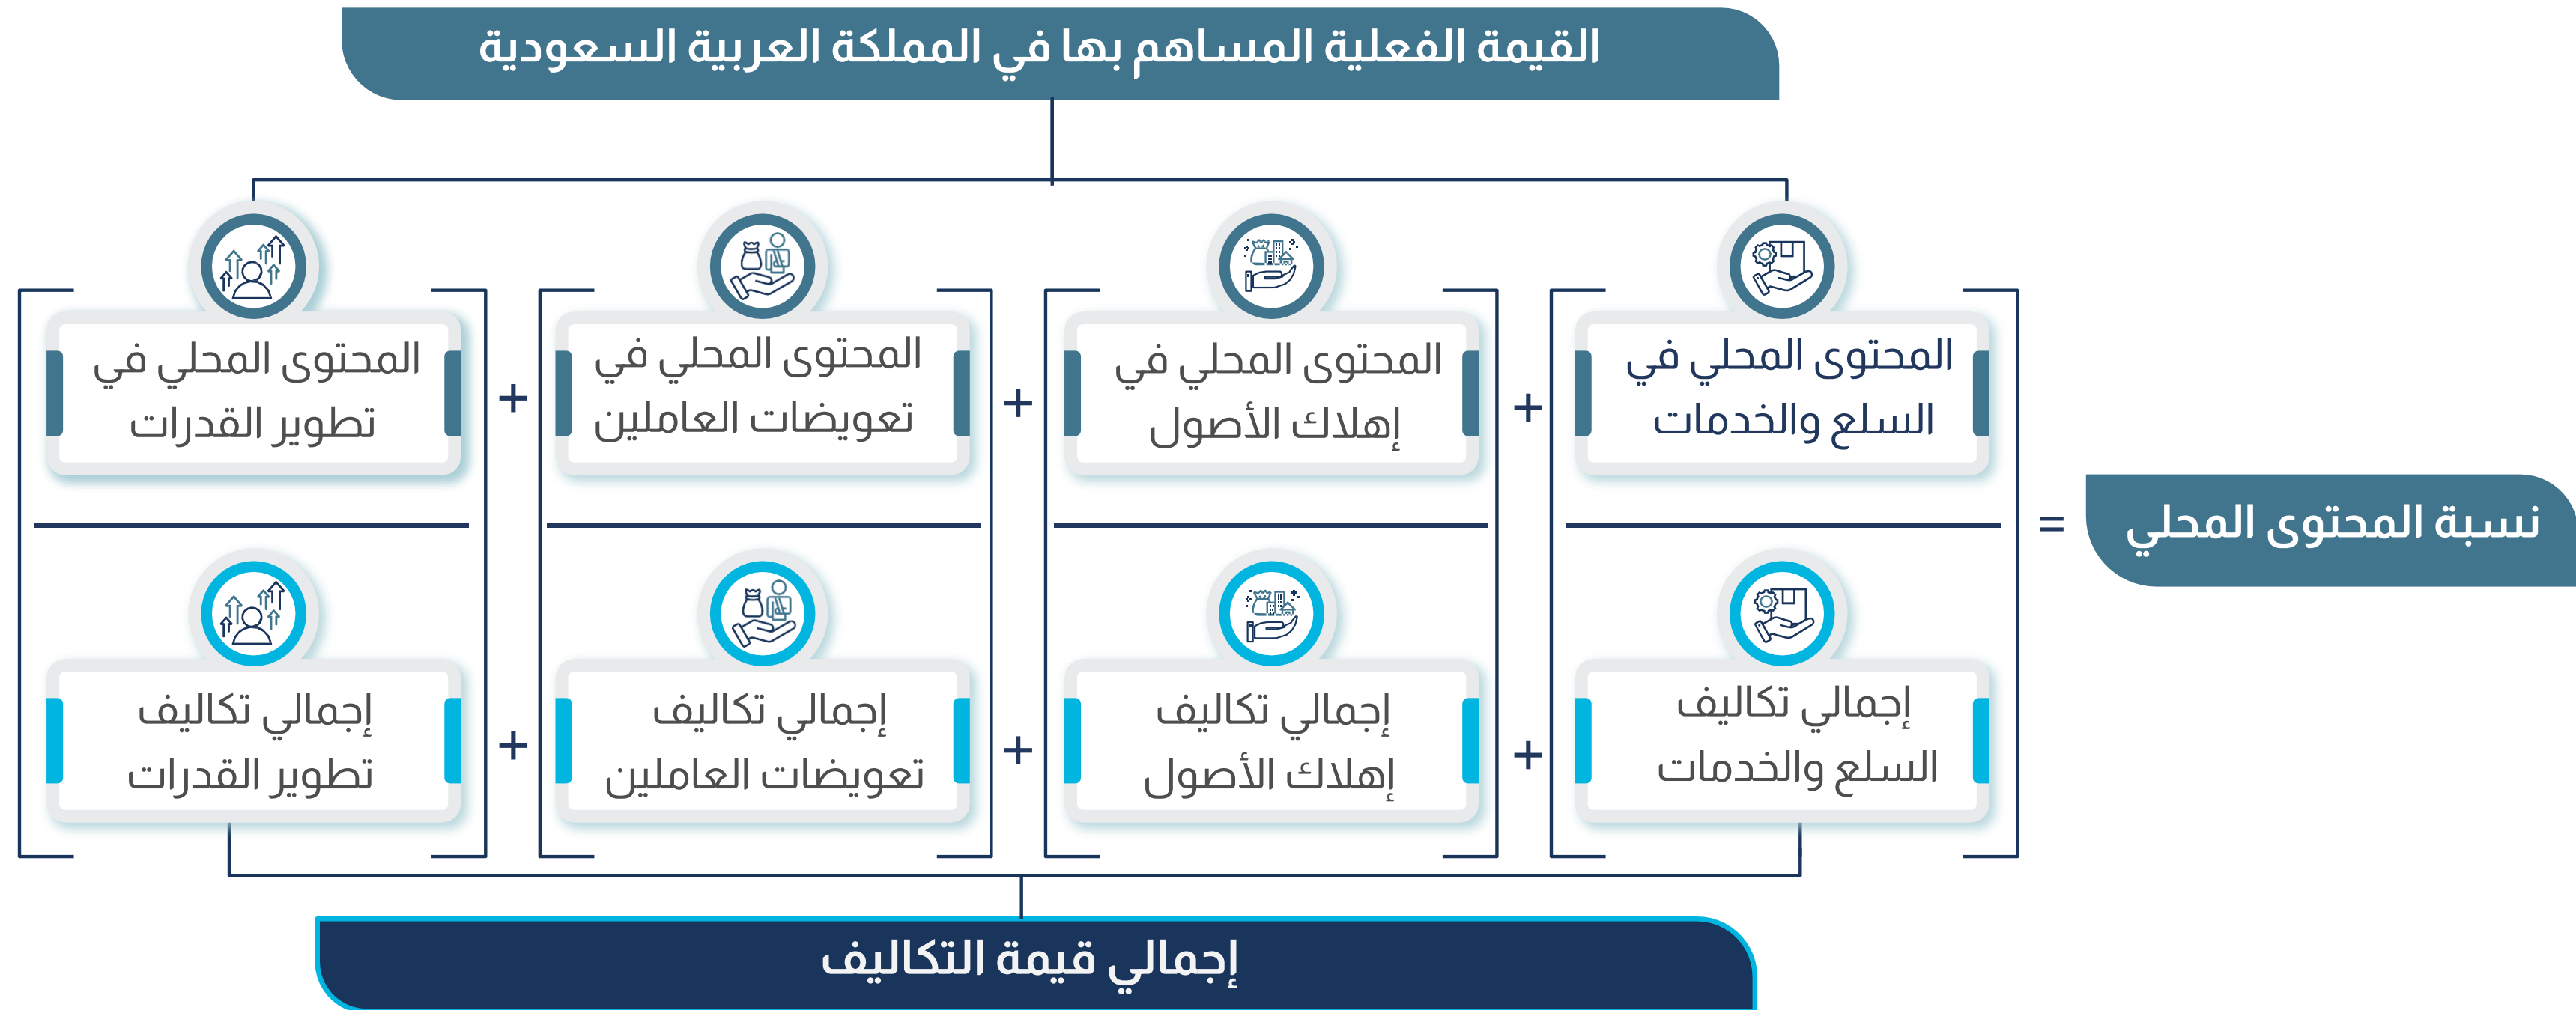 القيمة الفعلية المساهم بها في المملكة العربية السعودية
نسبة المحتوى المحلي
=
المحتوى المحلي في
السلع والخدمات
+
المحتوى المحلي في
إهلاك الأصول
+
المحتوى المحلي في
تعويضات العاملين
+
المحتوى المحلي في
تطوير القدرات
إجمالي تكاليف
السلع والخدمات
+
إجمالي تكاليف
إهلاك الأصول
+
إجمالي تكاليف
تعويضات العاملين
+
إجمالي تكاليف
تطوير القدرات
إجمالي قيمة التكاليف